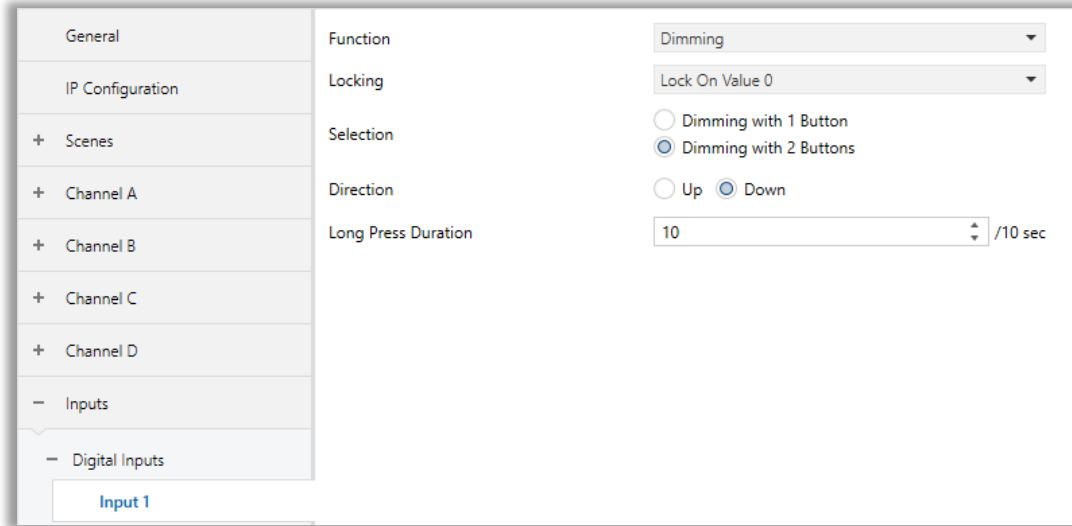 General
IP Configuration
+ Scenes
+ Channel A
+ Channel B
+ Channel C
+ Channel D
− Inputs
− Digital Inputs
Input 1
Function Dimming
Locking Lock On Value 0
Selection Dimming with 1 Button
Dimming with 2 Buttons
Direction Up Down
Long Press Duration 10 /10 sec